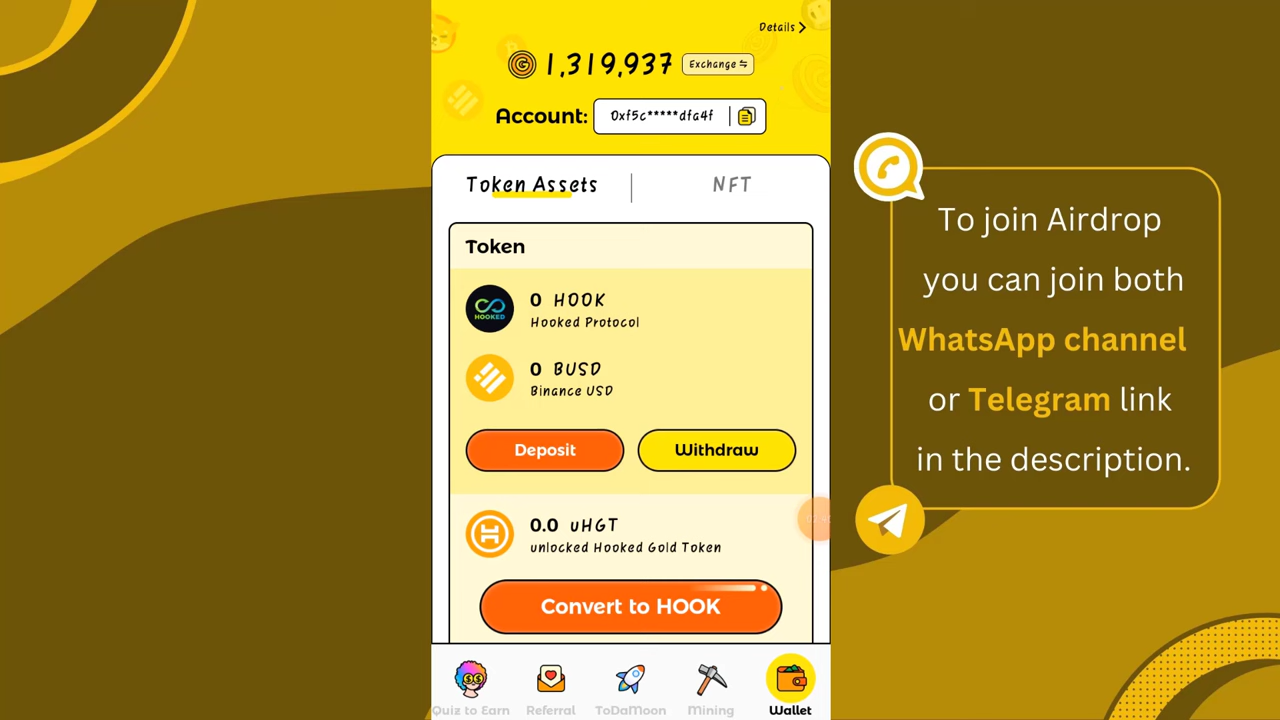 Details >
1,319,937 Exchange
Account: 0xf5c*****dfa4f
Token Assets NFT
Token
0 HOOK
HOOKED
Hooked Protocol
0 BUSD
Binance USD
Deposit Withdraw
0.0 uHGT
unlocked Hooked Gold Token
Convert to HOOK
Quiz to Earn Referral ToDaMoon Mining Wallet
To join Airdrop
you can join both
WhatsApp channel
or Telegram link
in the description.